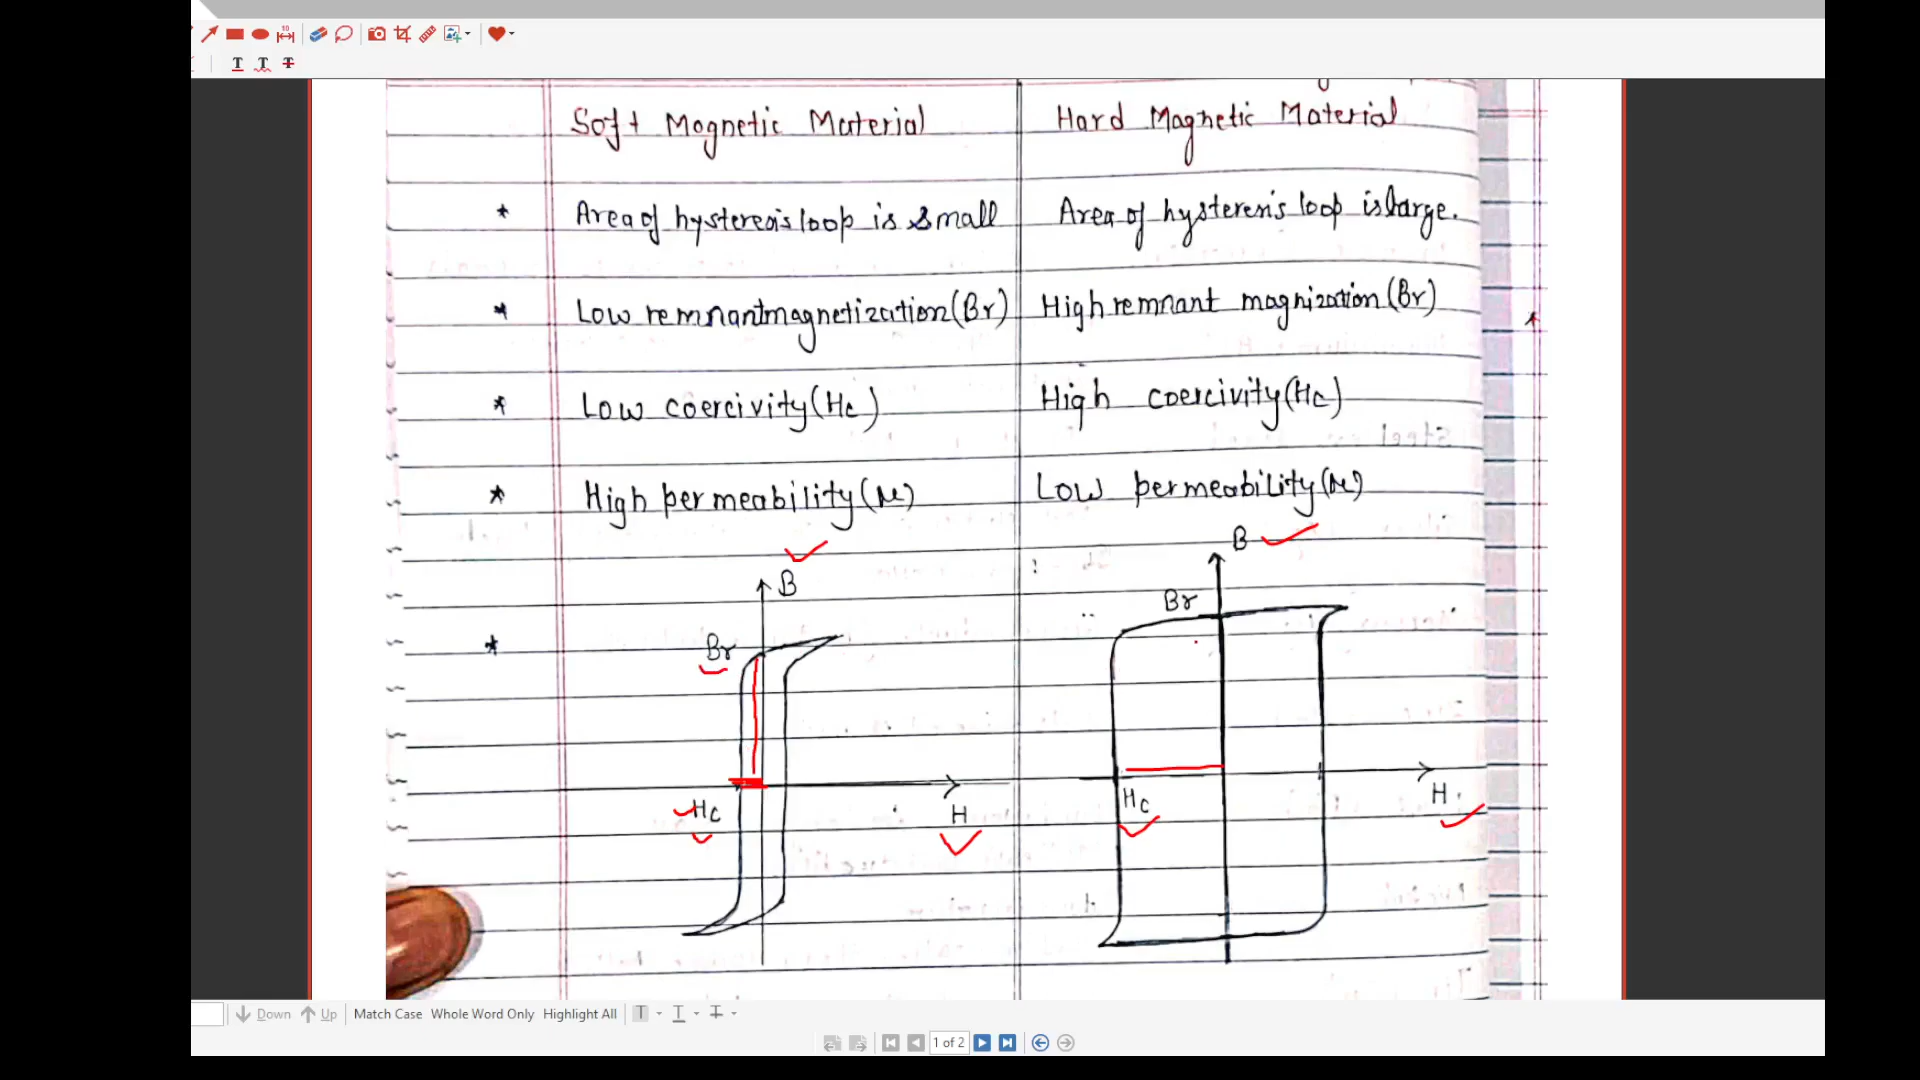 10
T T T
Soft Magnetic Material Hard Magnetic Material
* Area of hysteresis loop is small Area of hysteresis loop is large.
* Low remnant magnetization (Br) High remnant magnization (Br)
* Low coercivity (Hc) High coercivity (Hc)
* High permeability (μ) Low permeability (μ)
B B
* Br Br
Hc H Hc H
Down Up Match Case Whole Word Only Highlight All T T T
1 of 2